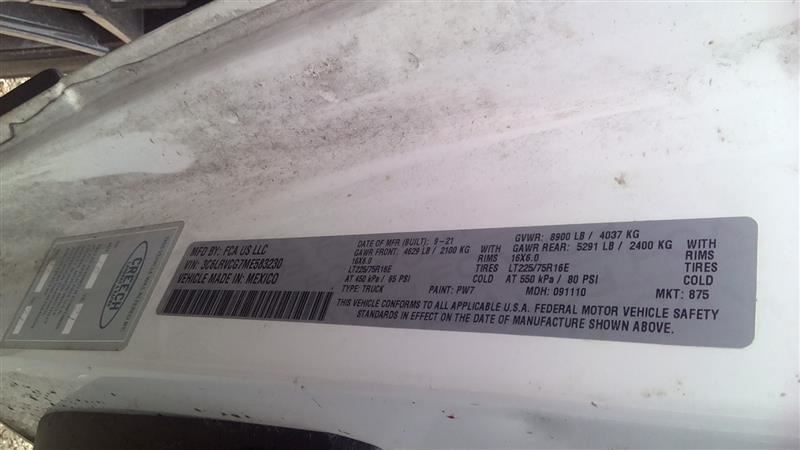 MFD BY: FCA US LLC
VIN: 3C6LRVCG7ME583230
VEHICLE MADE IN: MEXICO
DATE OF MFR (BUILT): 9-21
GAWR FRONT: 4629 LB / 2100 KG WITH
16X6.0 RIMS
LT225/75R16E TIRES
AT 450 kPa / 65 PSI COLD
TYPE: TRUCK PAINT: PW7
GVWR: 8900 LB / 4037 KG
GAWR REAR: 5291 LB / 2400 KG WITH
16X6.0 RIMS
LT225/75R16E TIRES
AT 550 kPa / 80 PSI COLD
MDH: 091110 MKT: 875
THIS VEHICLE CONFORMS TO ALL APPLICABLE U.S.A. FEDERAL MOTOR VEHICLE SAFETY
STANDARDS IN EFFECT ON THE DATE OF MANUFACTURE SHOWN ABOVE.
CREECH